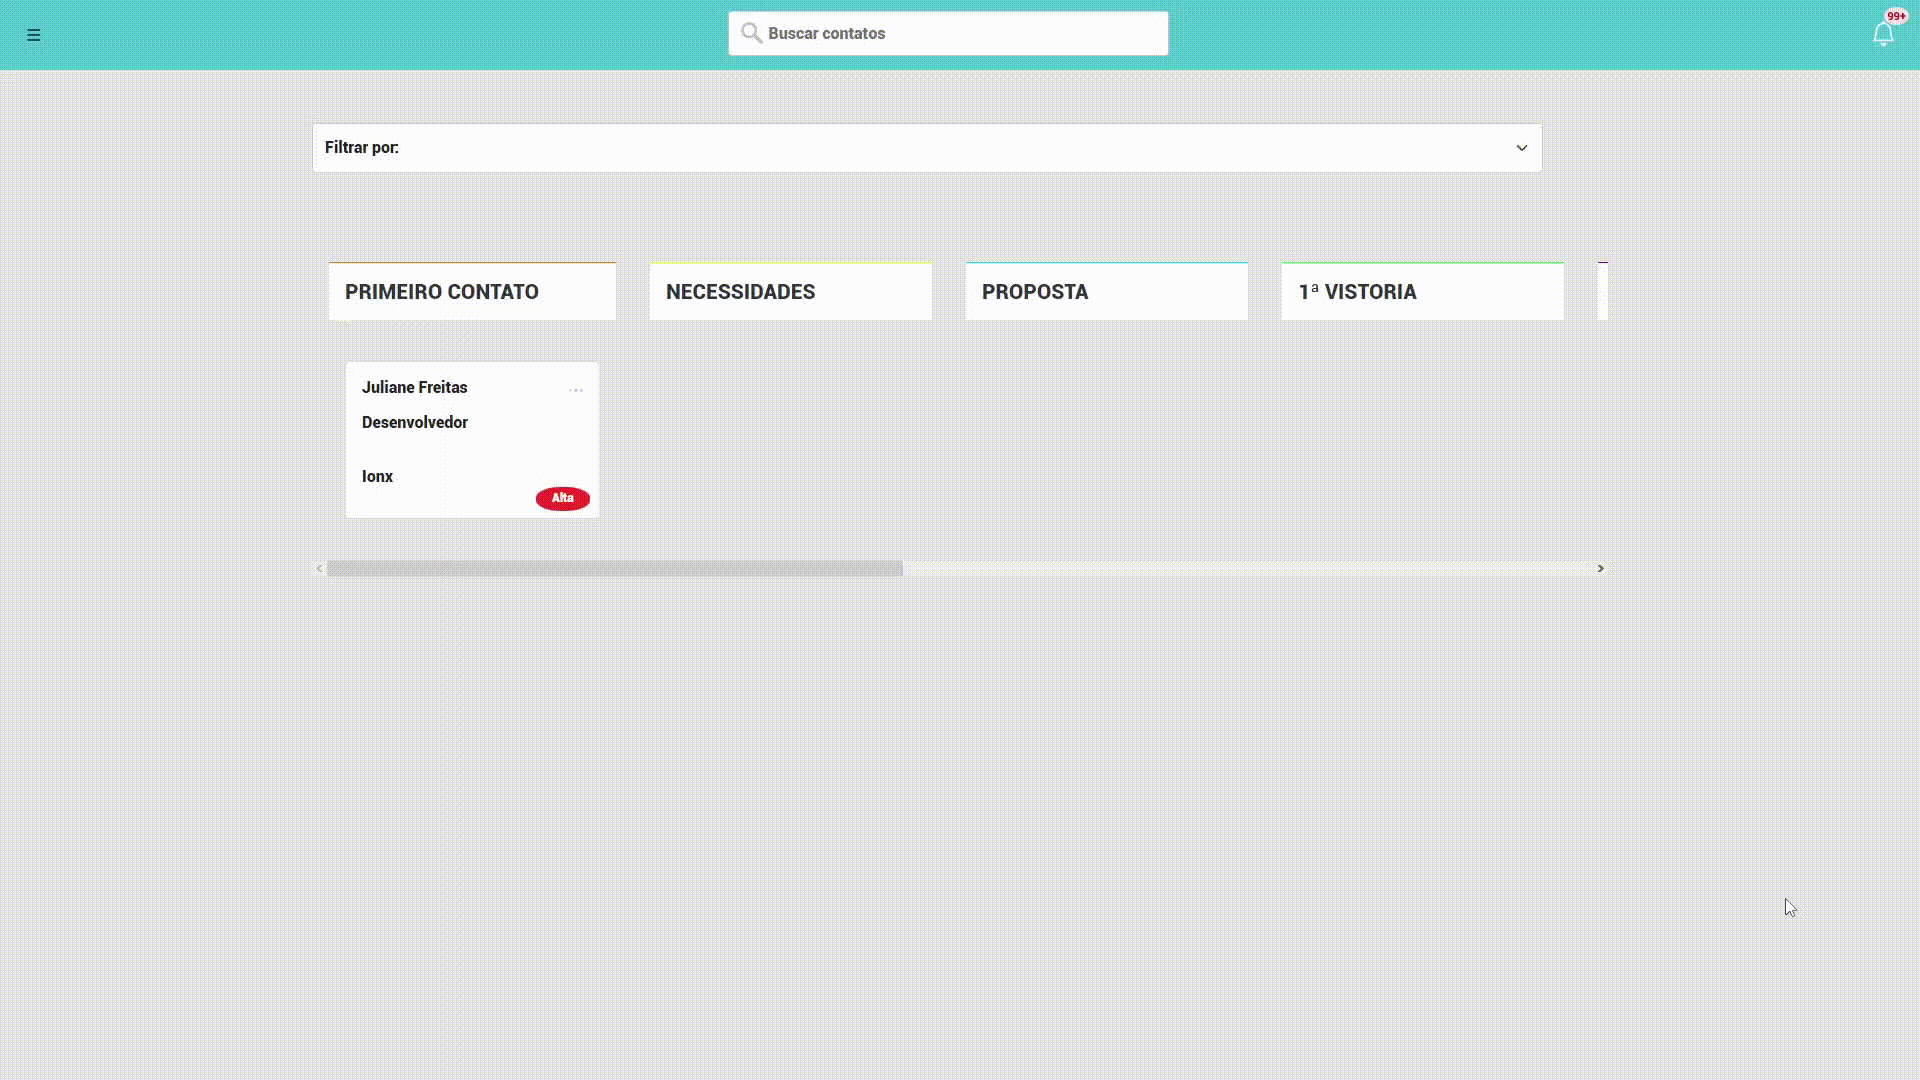 Buscar contatos
99+
Filtrar por:
PRIMEIRO CONTATO
NECESSIDADES
PROPOSTA
1ª VISTORIA
Juliane Freitas
Desenvolvedor
Ionx
Alta